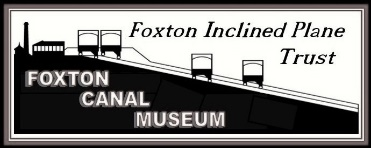 Foxton Inclined Plane
Trust
FOXTON
CANAL
MUSEUM